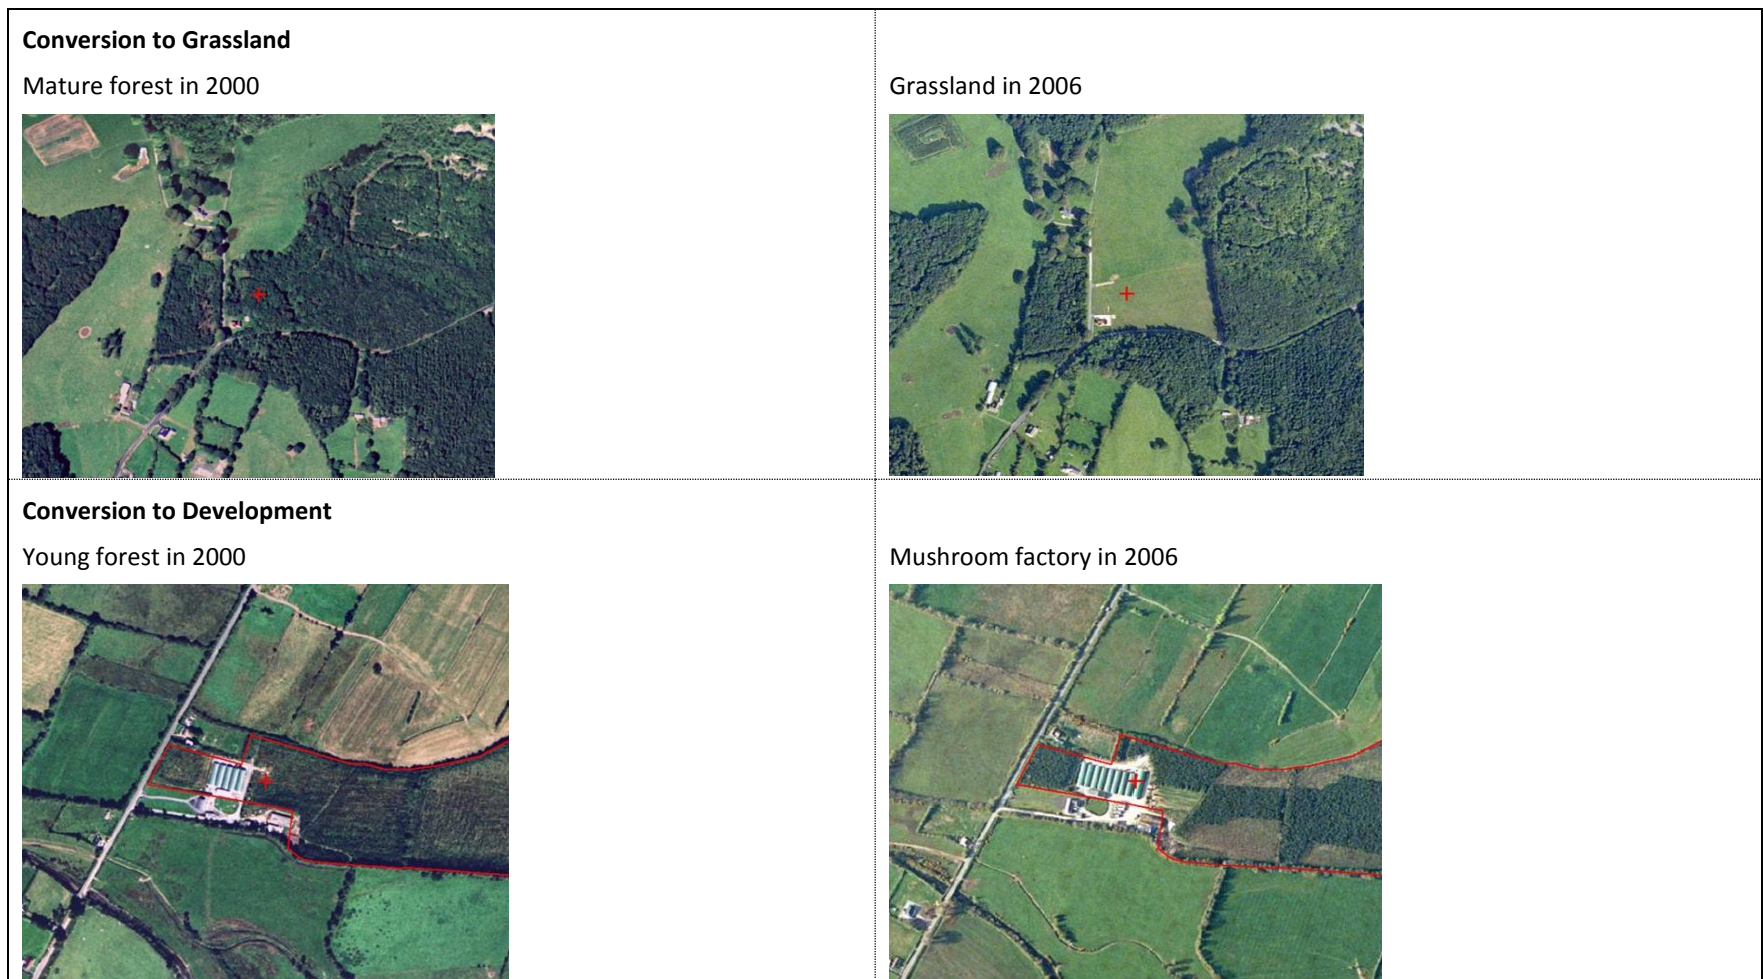 Conversion to Grassland
Mature forest in 2000
Grassland in 2006
Conversion to Development
Young forest in 2000
Mushroom factory in 2006